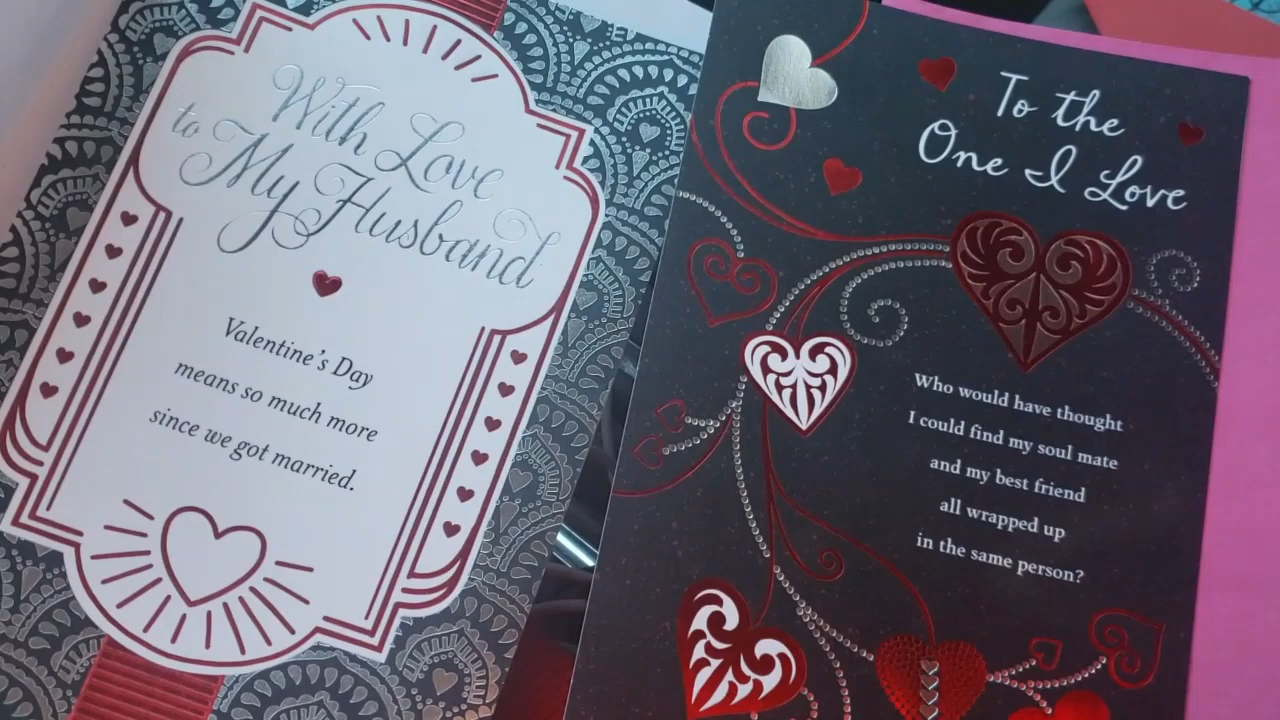 With Love
to My Husband
Valentine's Day
means so much more
since we got married.
To the
One I Love
Who would have thought
I could find my soul mate
and my best friend
all wrapped up
in the same person?